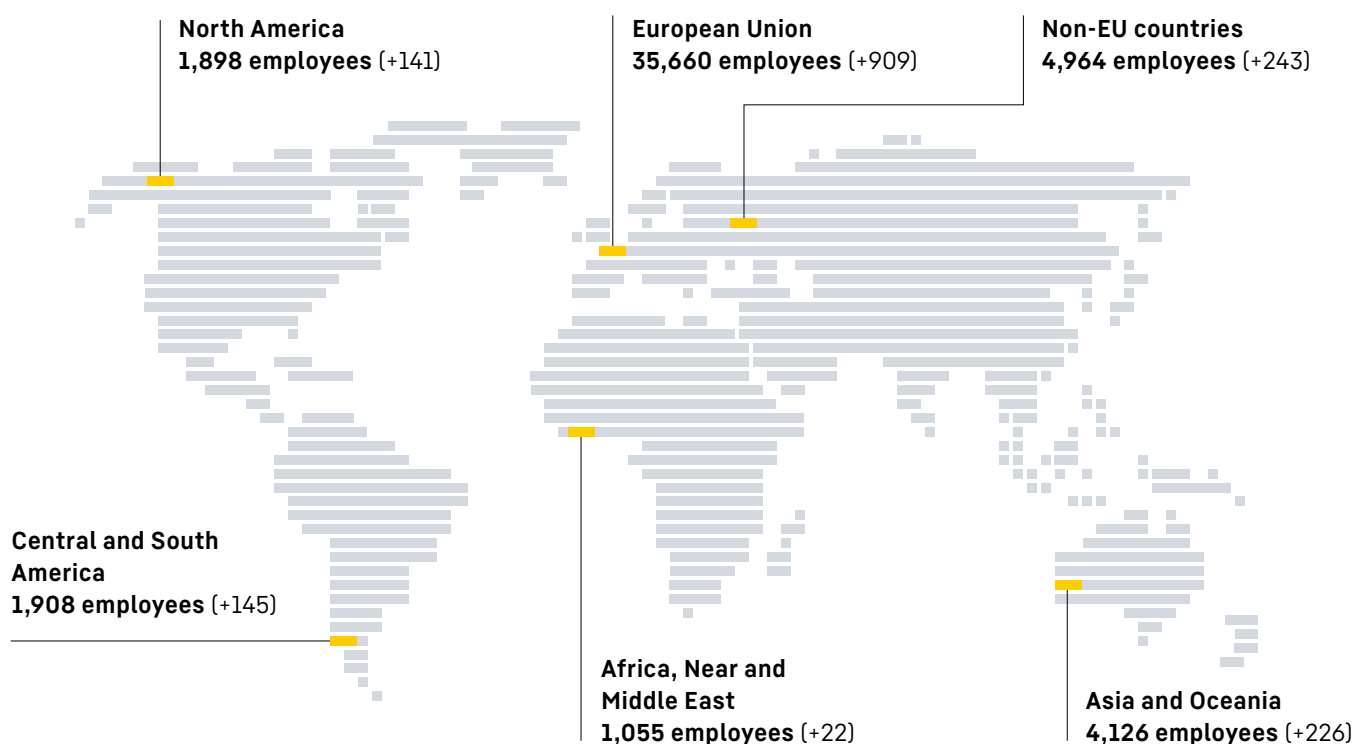 North America
1,898 employees (+141)
European Union
35,660 employees (+909)
Non-EU countries
4,964 employees (+243)
Central and South
America
1,908 employees (+145)
Africa, Near and
Middle East
1,055 employees (+22)
Asia and Oceania
4,126 employees (+226)